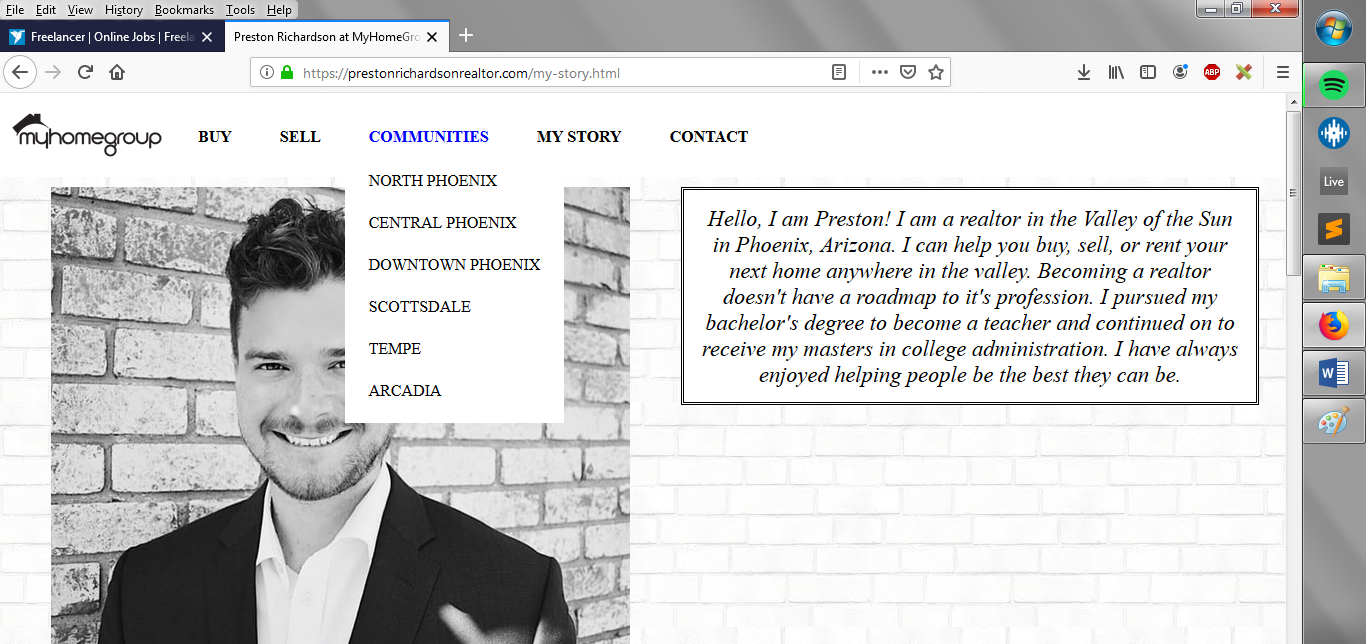 File Edit View History Bookmarks Tools Help
Freelancer | Online Jobs | Freela
Preston Richardson at MyHomeGro
https://prestonrichardsonrealtor.com/my-story.html
ABP
myhomegroup
BUY SELL COMMUNITIES MY STORY CONTACT
NORTH PHOENIX
CENTRAL PHOENIX
DOWNTOWN PHOENIX
SCOTTSDALE
TEMPE
ARCADIA
Hello, I am Preston! I am a realtor in the Valley of the Sun
in Phoenix, Arizona. I can help you buy, sell, or rent your
next home anywhere in the valley. Becoming a realtor
doesn't have a roadmap to it's profession. I pursued my
bachelor's degree to become a teacher and continued on to
receive my masters in college administration. I have always
enjoyed helping people be the best they can be.
Live
W